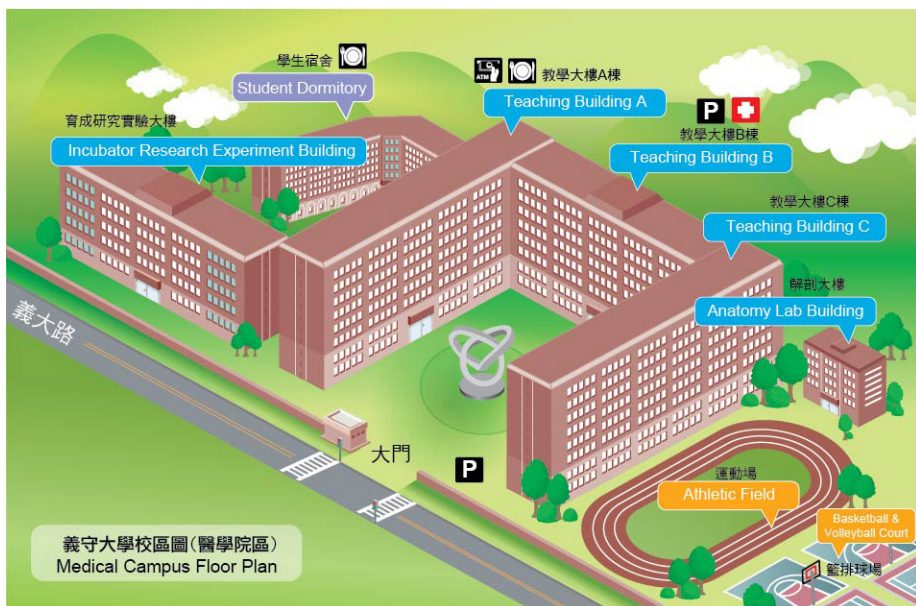 學生宿舍
Student Dormitory
ATM
教學大樓A棟
Teaching Building A
P
教學大樓B棟
Teaching Building B
育成研究實驗大樓
Incubator Research Experiment Building
教學大樓C棟
Teaching Building C
解剖大樓
Anatomy Lab Building
義大路
大門
P
運動場
Athletic Field
Basketball &
Volleyball Court
籃排球場
義守大學校區圖(醫學院區)
Medical Campus Floor Plan